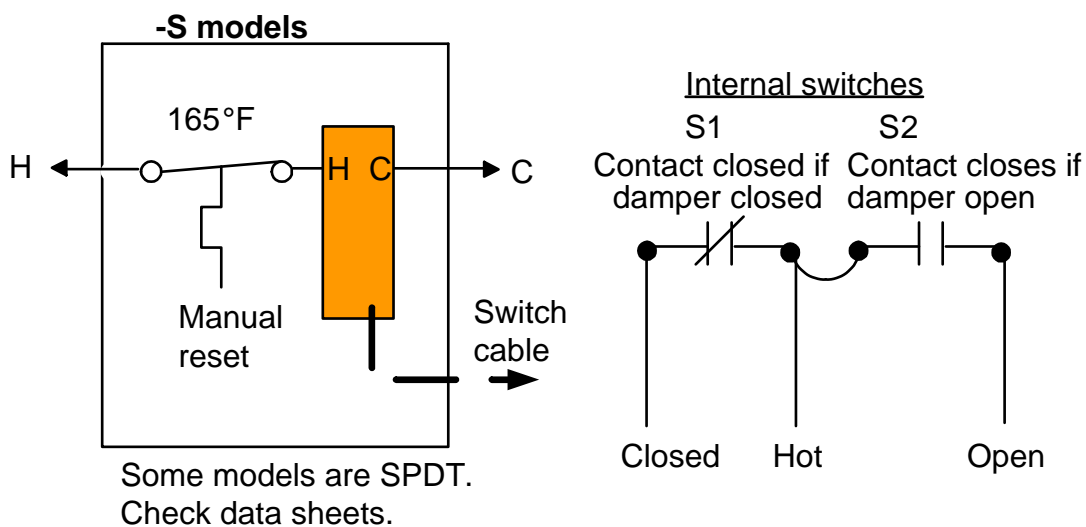 -S models
165°F
H
H C
C
Manual
reset
Switch
cable
Some models are SPDT.
Check data sheets.
Internal switches
S1 S2
Contact closed if
damper closed
Contact closes if
damper open
Closed Hot Open